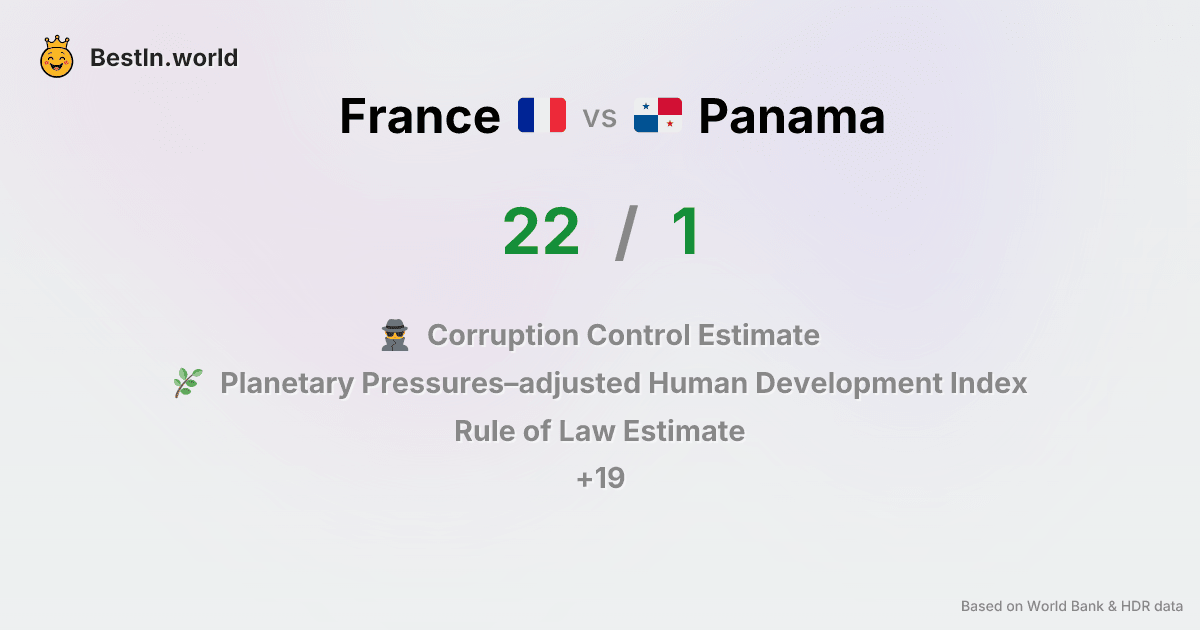 BestIn.world
France vs Panama
22 / 1
Corruption Control Estimate
Planetary Pressures–adjusted Human Development Index
Rule of Law Estimate
+19
Based on World Bank & HDR data